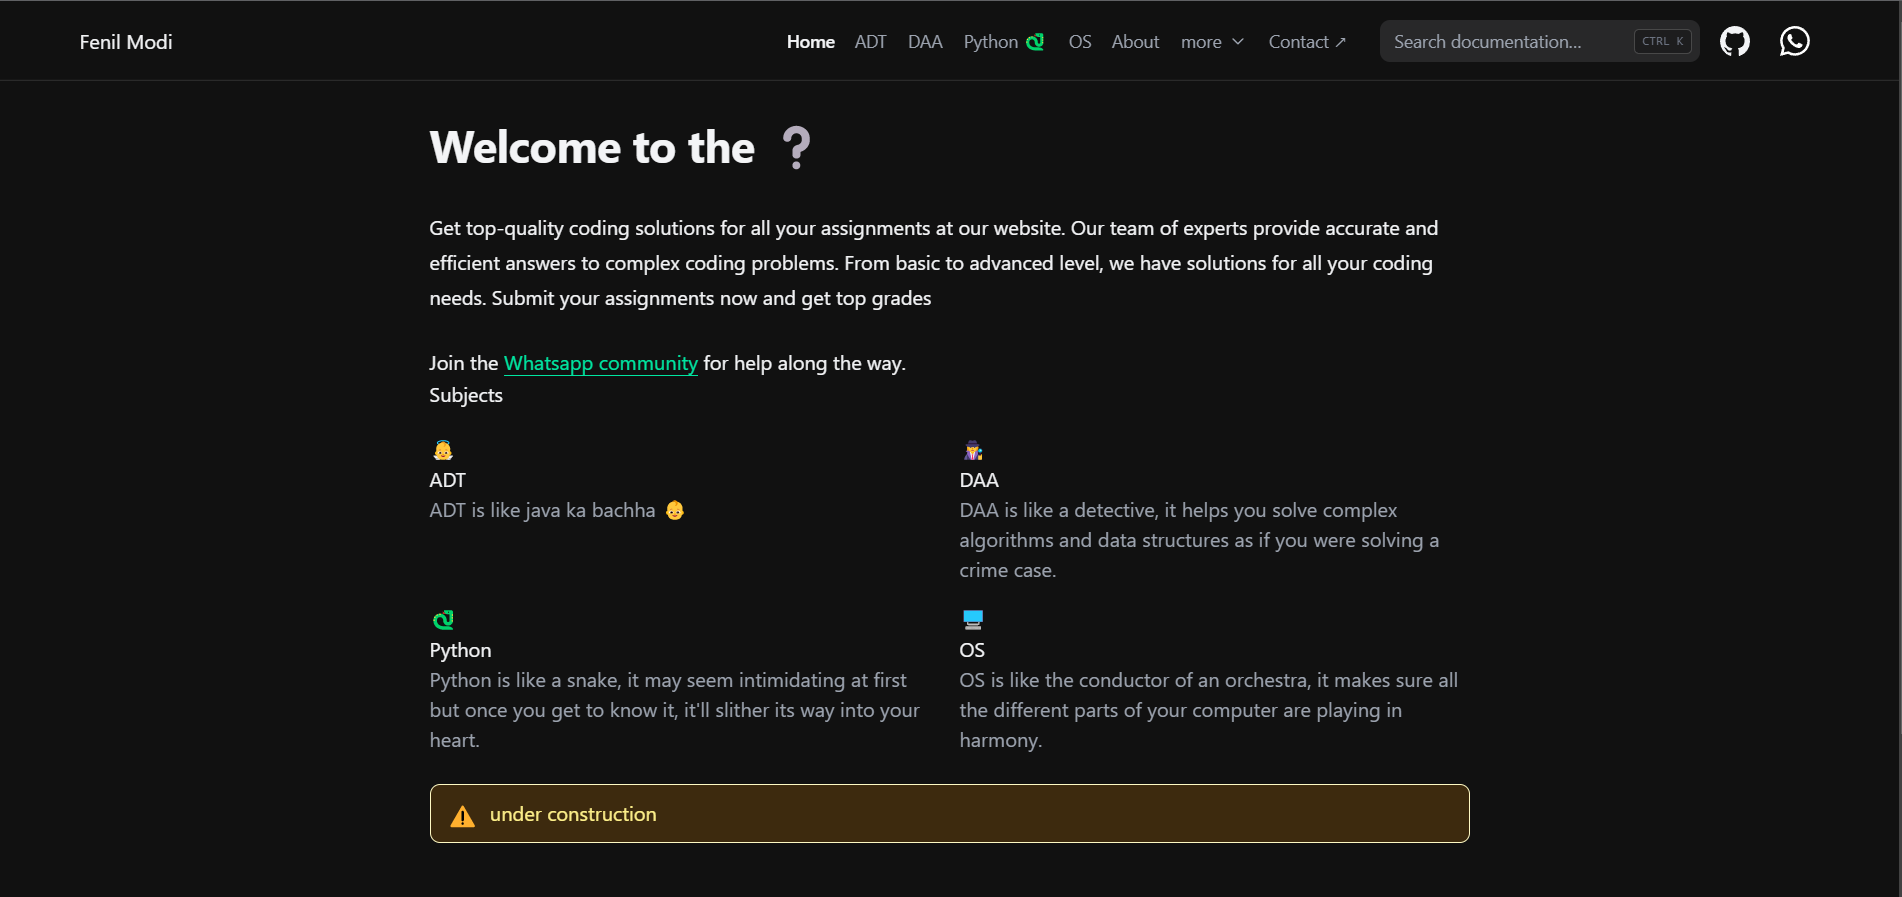 Fenil Modi
Home ADT DAA Python OS About more Contact ↗ Search documentation... CTRL K
Welcome to the ❔
Get top-quality coding solutions for all your assignments at our website. Our team of experts provide accurate and
efficient answers to complex coding problems. From basic to advanced level, we have solutions for all your coding
needs. Submit your assignments now and get top grades
Join the Whatsapp community for help along the way.
Subjects
ADT
ADT is like java ka bachha 👶
DAA
DAA is like a detective, it helps you solve complex
algorithms and data structures as if you were solving a
crime case.
Python
Python is like a snake, it may seem intimidating at first
but once you get to know it, it'll slither its way into your
heart.
OS
OS is like the conductor of an orchestra, it makes sure all
the different parts of your computer are playing in
harmony.
under construction